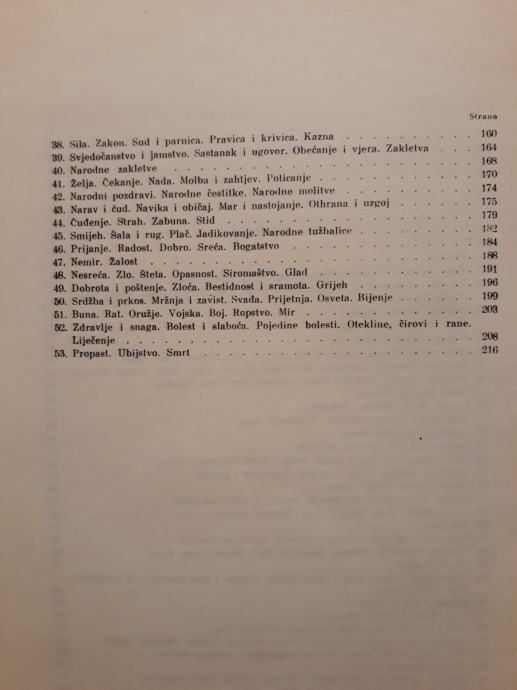 Strana
38. Sila. Zakon. Sud i parnica. Pravica i krivica. Kazna . . . . . . . . . 160
39. Svjedočanstvo i jamstvo. Sastanak i ugovor. Obećanje i vjera. Zakletva . . . 164
40. Narodne zakletve . . . . . . . . . . . . . . . . . . . . 168
41. Želja. Čekanje. Nada. Molba i zahtjev. Poticanje . . . . . . . . . . . 170
42. Narodni pozdravi. Narodne čestitke. Narodne molitve . . . . . . . . . . 174
43. Narav i ćud. Navika i običaj. Mar i nastojanje. Othrana i uzgoj . . . . . . 175
44. Čuđenje. Strah. Zabuna. Stid . . . . . . . . . . . . . . . . . 179
45. Smijeh. Šala i rug. Plač. Jadikovanje. Narodne tužbalice . . . . . . . . 182
46. Prijanje. Radost. Dobro. Sreća. Bogatstvo . . . . . . . . . . . . . 184
47. Nemir. Žalost . . . . . . . . . . . . . . . . . . . . . . 188
48. Nesreća. Zlo. Šteta. Opasnost. Siromaštvo. Glad . . . . . . . . . . . 191
49. Dobrota i poštenje. Zloća. Bestidnost i sramota. Grijeh . . . . . . . . . 196
50. Srdžba i prkos. Mržnja i zavist. Svađa. Prijetnja. Osveta. Bijenje . . . . . . 199
51. Buna. Rat. Oružje. Vojska. Boj. Ropstvo. Mir . . . . . . . . . . . . 203
52. Zdravlje i snaga. Bolest i slaboća. Pojedine bolesti. Otekline, čirovi i rane.
Liječenje . . . . . . . . . . . . . . . . . . . . . . . 208
53. Propast. Ubijstvo. Smrt . . . . . . . . . . . . . . . . . . 216